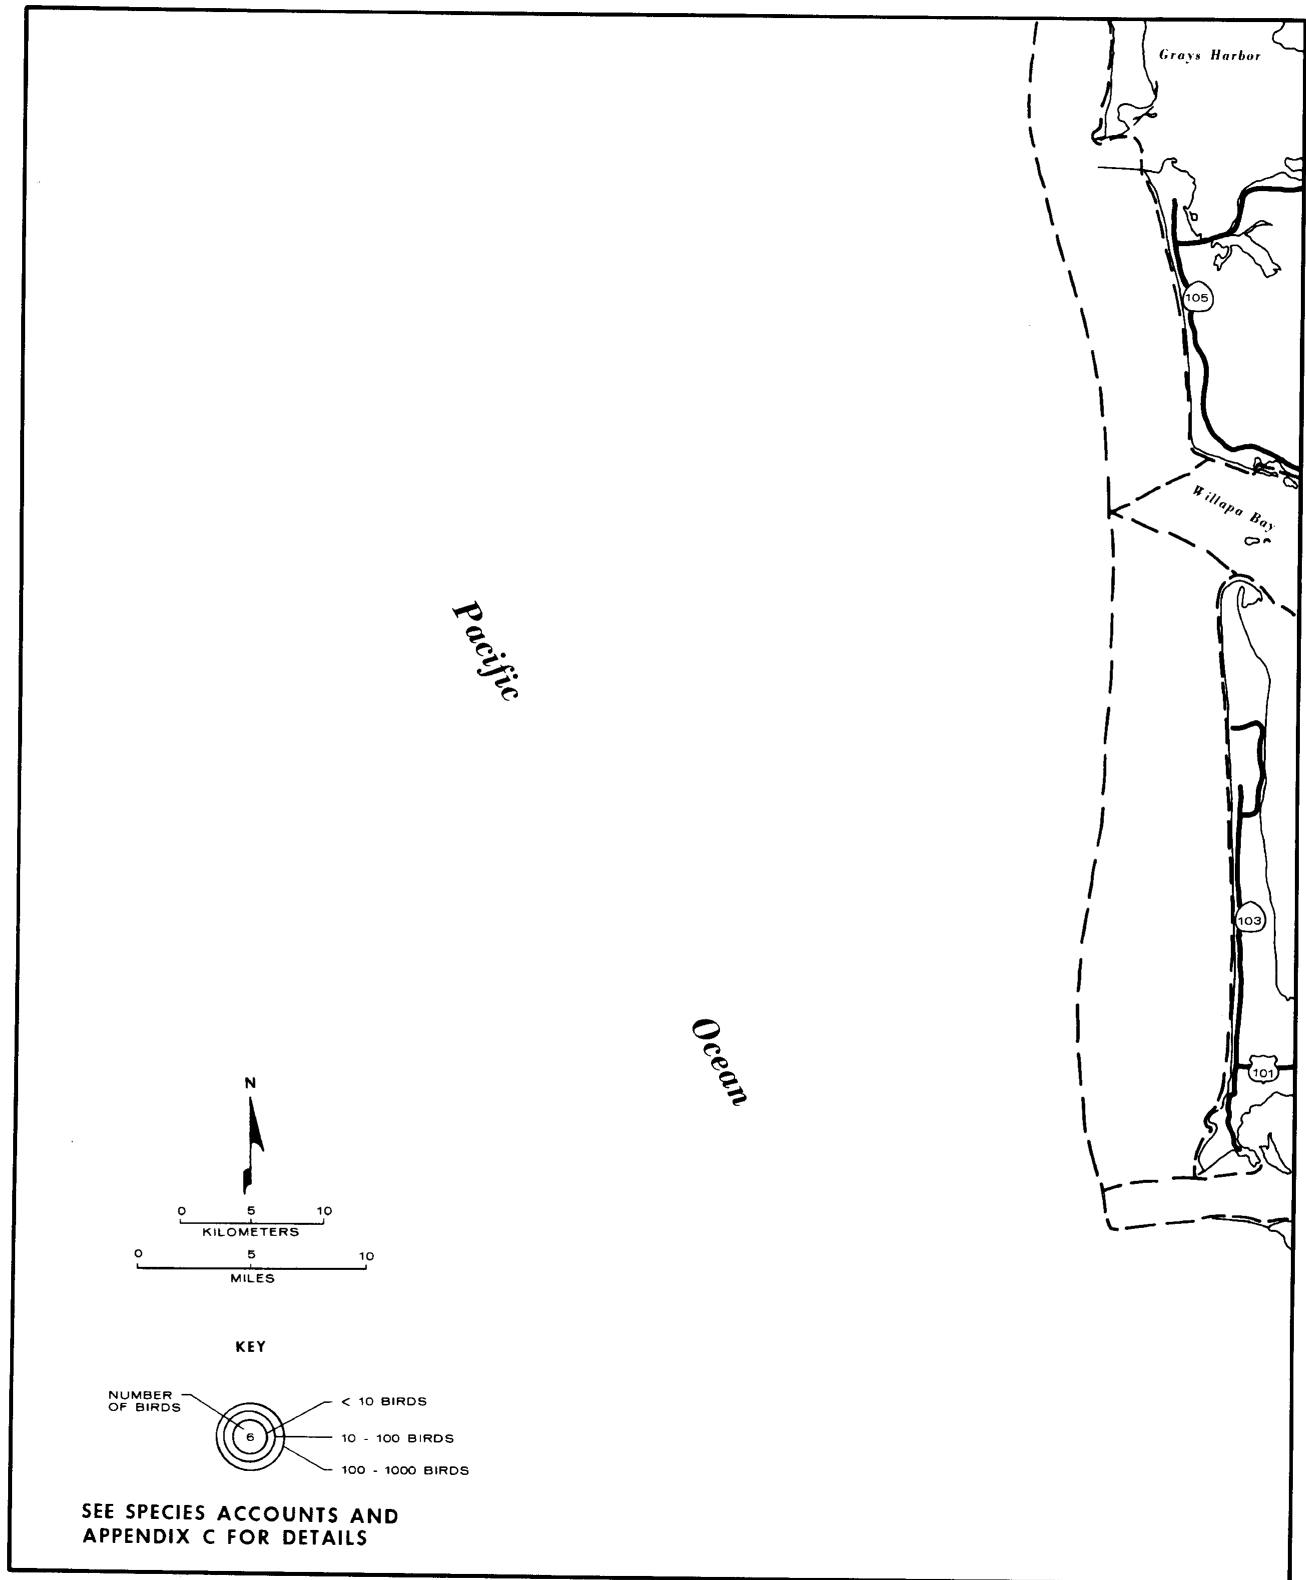 Grays Harbor
105
Willapa Bay
Pacific
103
Ocean
101
N
0 5 10
KILOMETERS
0 5 10
MILES
KEY
NUMBER
OF BIRDS
< 10 BIRDS
6
10 - 100 BIRDS
100 - 1000 BIRDS
SEE SPECIES ACCOUNTS AND
APPENDIX C FOR DETAILS